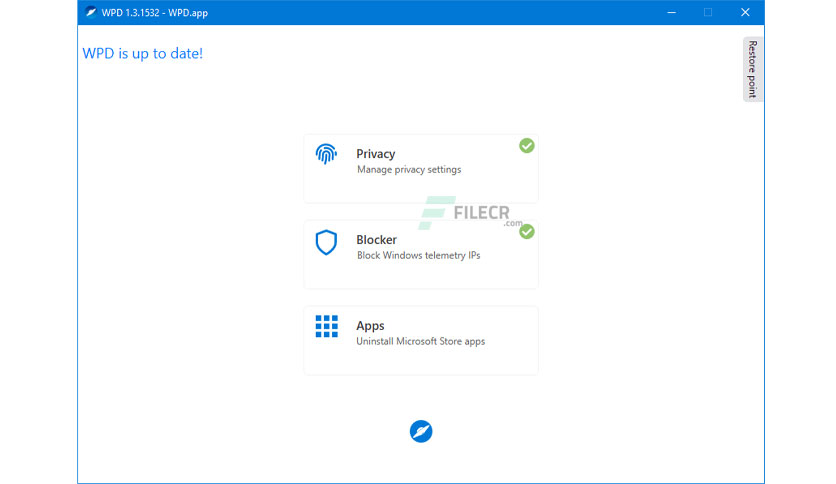 WPD 1.3.1532 - WPD.app
WPD is up to date!
Restore point
Privacy
Manage privacy settings
FILECR
.com
Blocker
Block Windows telemetry IPs
Apps
Uninstall Microsoft Store apps